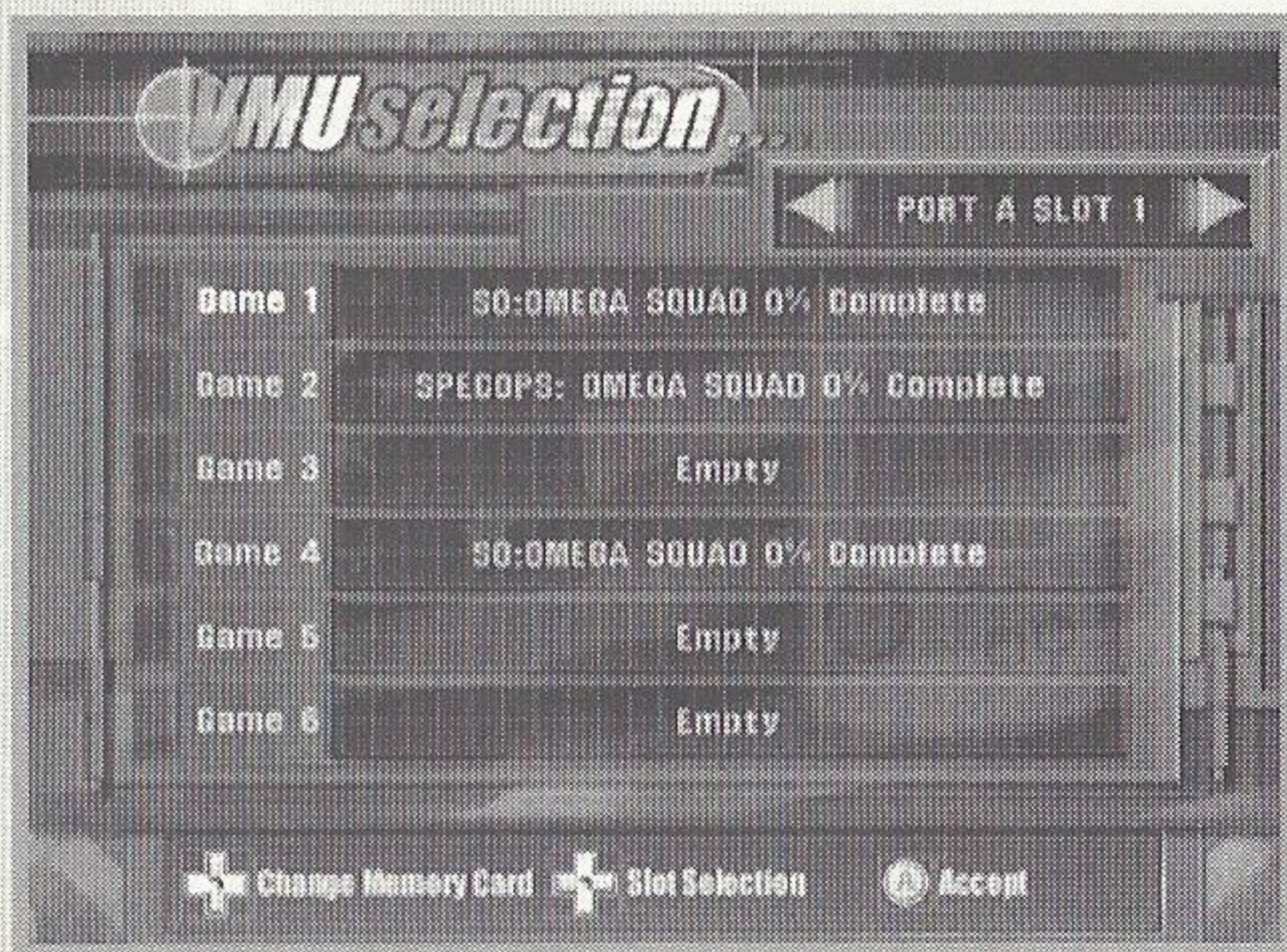 VMU selection...
PORT A SLOT 1
Game 1 SO:OMEGA SQUAD 0% Complete
Game 2 SPECOPS: OMEGA SQUAD 0% Complete
Game 3 Empty
Game 4 SO:OMEGA SQUAD 0% Complete
Game 5 Empty
Game 6 Empty
Change Memory Card Slot Selection A Accept